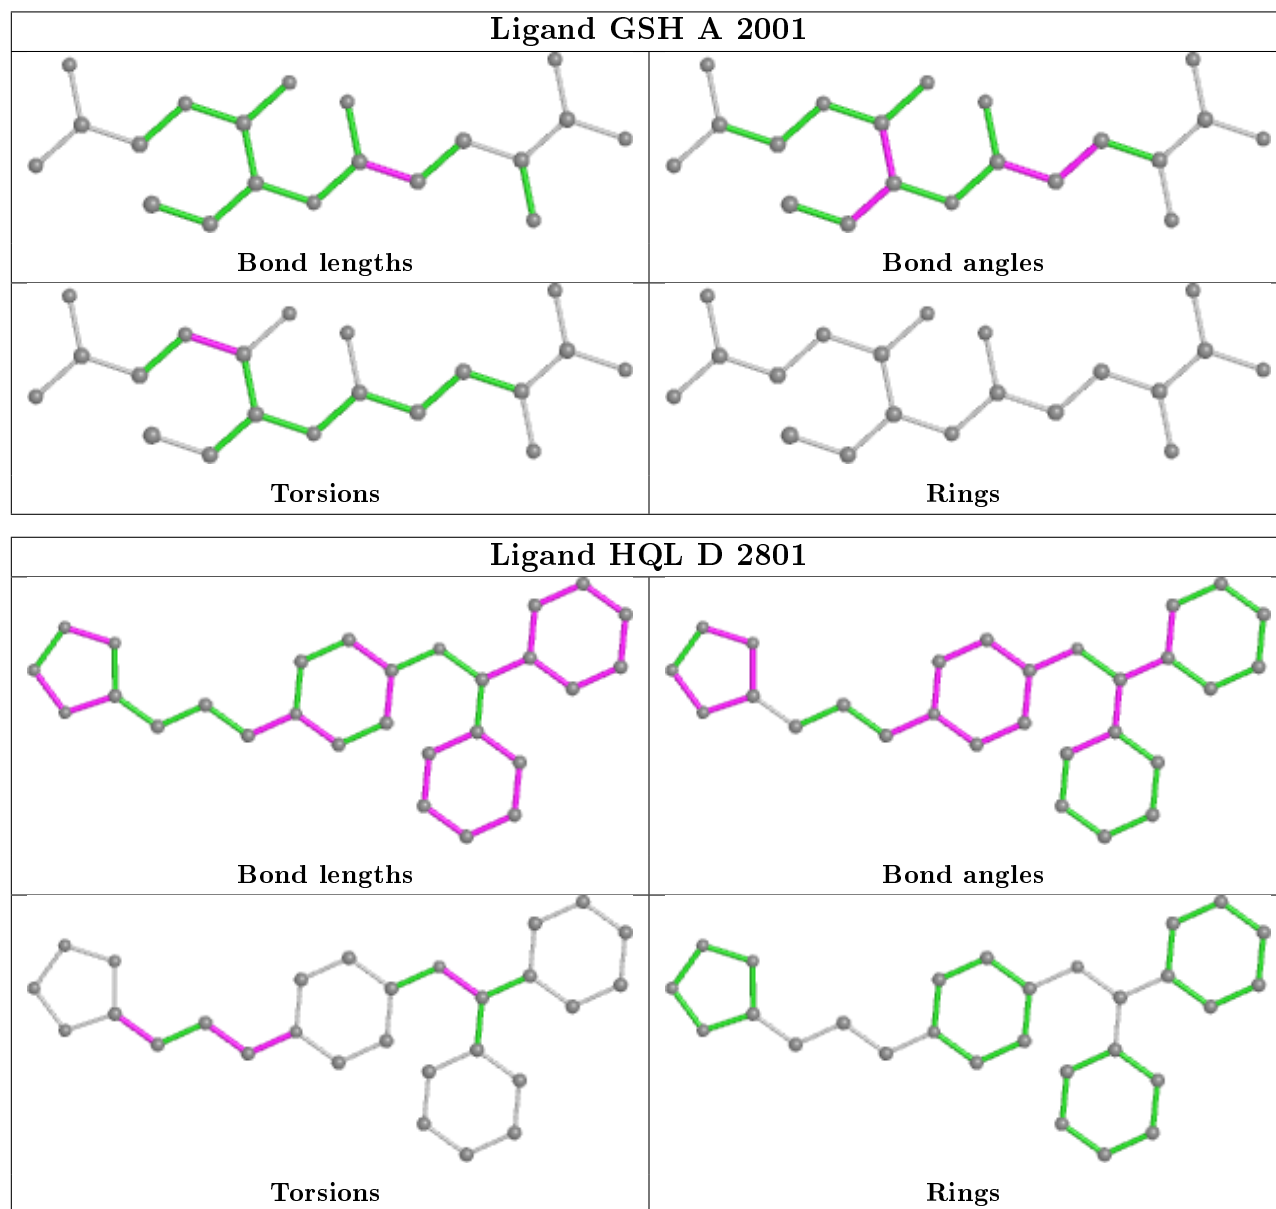 Ligand GSH A 2001
Bond lengths
Bond angles
Torsions
Rings
Ligand HQL D 2801
Bond lengths
Bond angles
Torsions
Rings